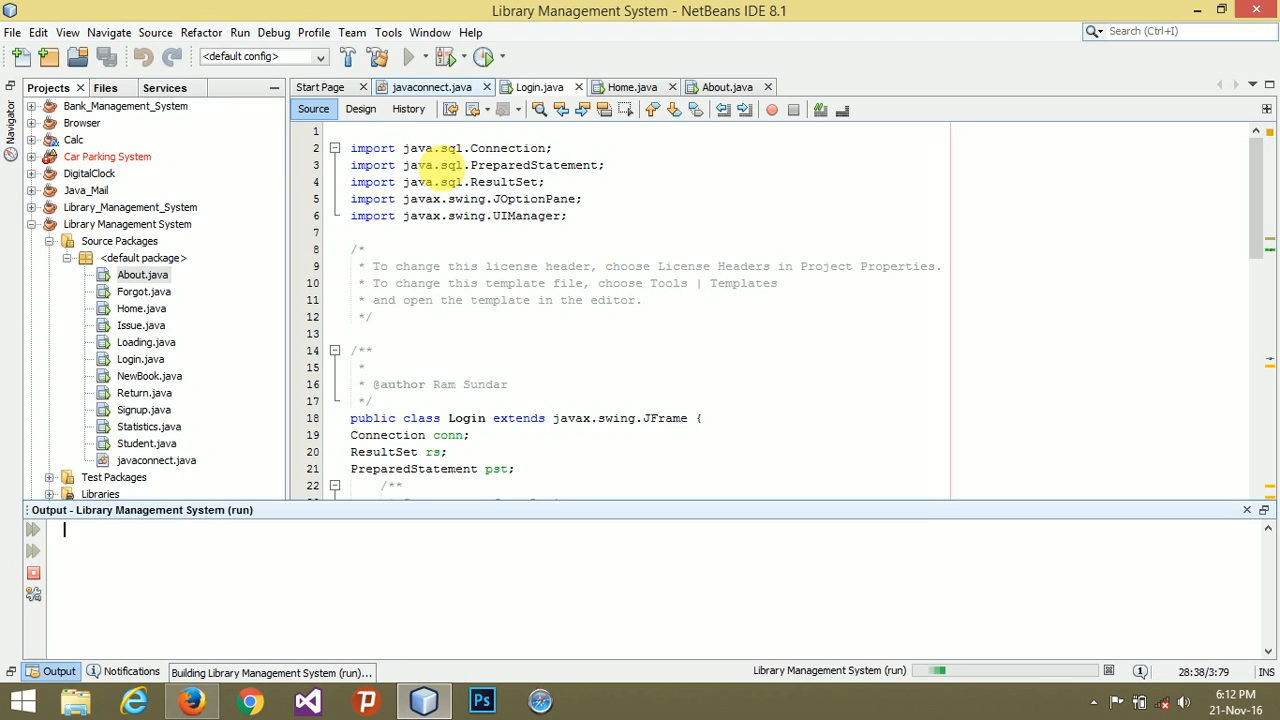 Library Management System - NetBeans IDE 8.1
File Edit View Navigate Source Refactor Run Debug Profile Team Tools Window Help
Search (Ctrl+I)
<default config>
Projects Files Services
Start Page javaconnect.java Login.java Home.java About.java
Source Design History
Navigator
Bank_Management_System
Browser
Calc
Car Parking System
DigitalClock
Java_Mail
Library_Management_System
Library Management System
Source Packages
<default package>
About.java
Forgot.java
Home.java
Issue.java
Loading.java
Login.java
NewBook.java
Return.java
Signup.java
Statistics.java
Student.java
javaconnect.java
Test Packages
Libraries
1
2 import java.sql.Connection;
3 import java.sql.PreparedStatement;
4 import java.sql.ResultSet;
5 import javax.swing.JOptionPane;
6 import javax.swing.UIManager;
7
8 /*
9 * To change this license header, choose License Headers in Project Properties.
10 * To change this template file, choose Tools | Templates
11 * and open the template in the editor.
12 */
13
14 /**
15 *
16 * @author Ram Sundar
17 */
18 public class Login extends javax.swing.JFrame {
19 Connection conn;
20 ResultSet rs;
21 PreparedStatement pst;
22 /**
Output - Library Management System (run)
Output Notifications Building Library Management System (run)... Library Management System (run) 28:38/3:79 INS
6:12 PM
21-Nov-16